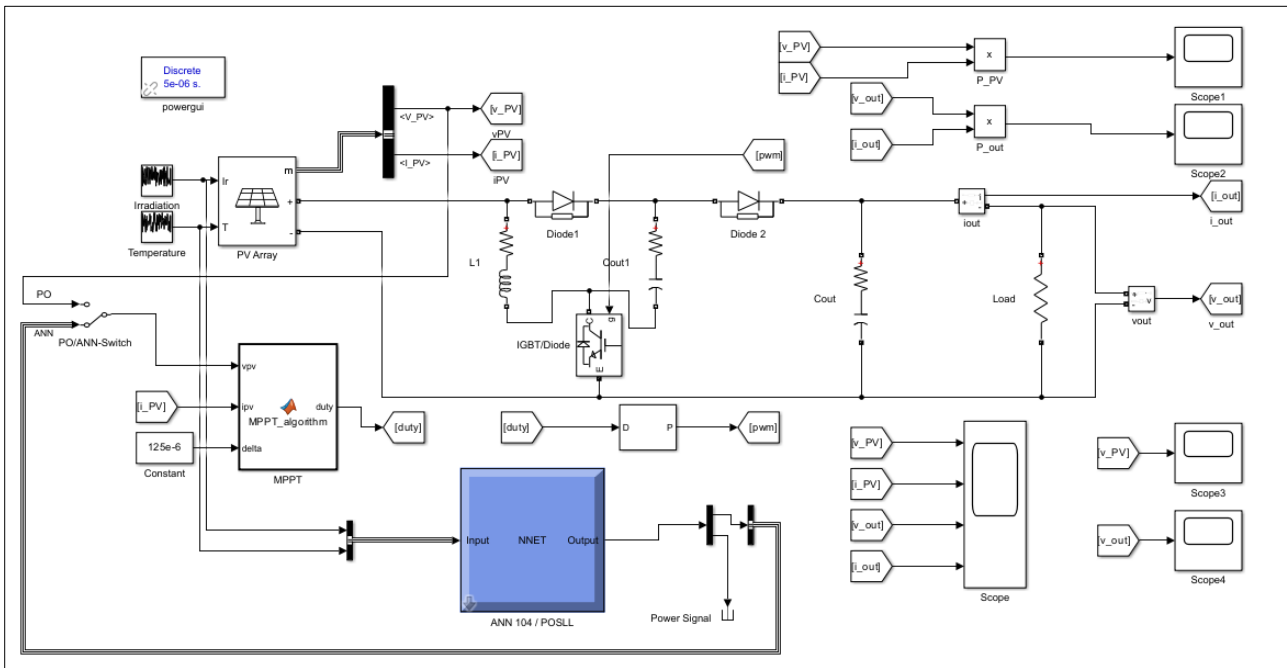 Discrete
5e-06 s.
powergui
<V_PV>
[v_PV]
vPV
<I_PV>
[i_PV]
iPV
[v_PV]
[i_PV]
x
P_PV
Scope1
[v_out]
[i_out]
x
P_out
Scope2
[pwm]
Ir
m
Irradiation
T
+
-
Temperature
PV Array
Diode1
Diode 2
+
i
-
iout
[i_out]
i_out
L1
Cout1
Cout
Load
g
C
E
IGBT/Diode
+
-
v
vout
[v_out]
v_out
PO
ANN
PO/ANN-Switch
vpv
[i_PV]
ipv
MPPT_algorithm
duty
[duty]
125e-6
delta
Constant
MPPT
[duty]
D
P
[pwm]
[v_PV]
[i_PV]
[v_out]
[i_out]
Scope
[v_PV]
Scope3
[v_out]
Scope4
Input
NNET
Output
ANN 104 / POSLL
Power Signal